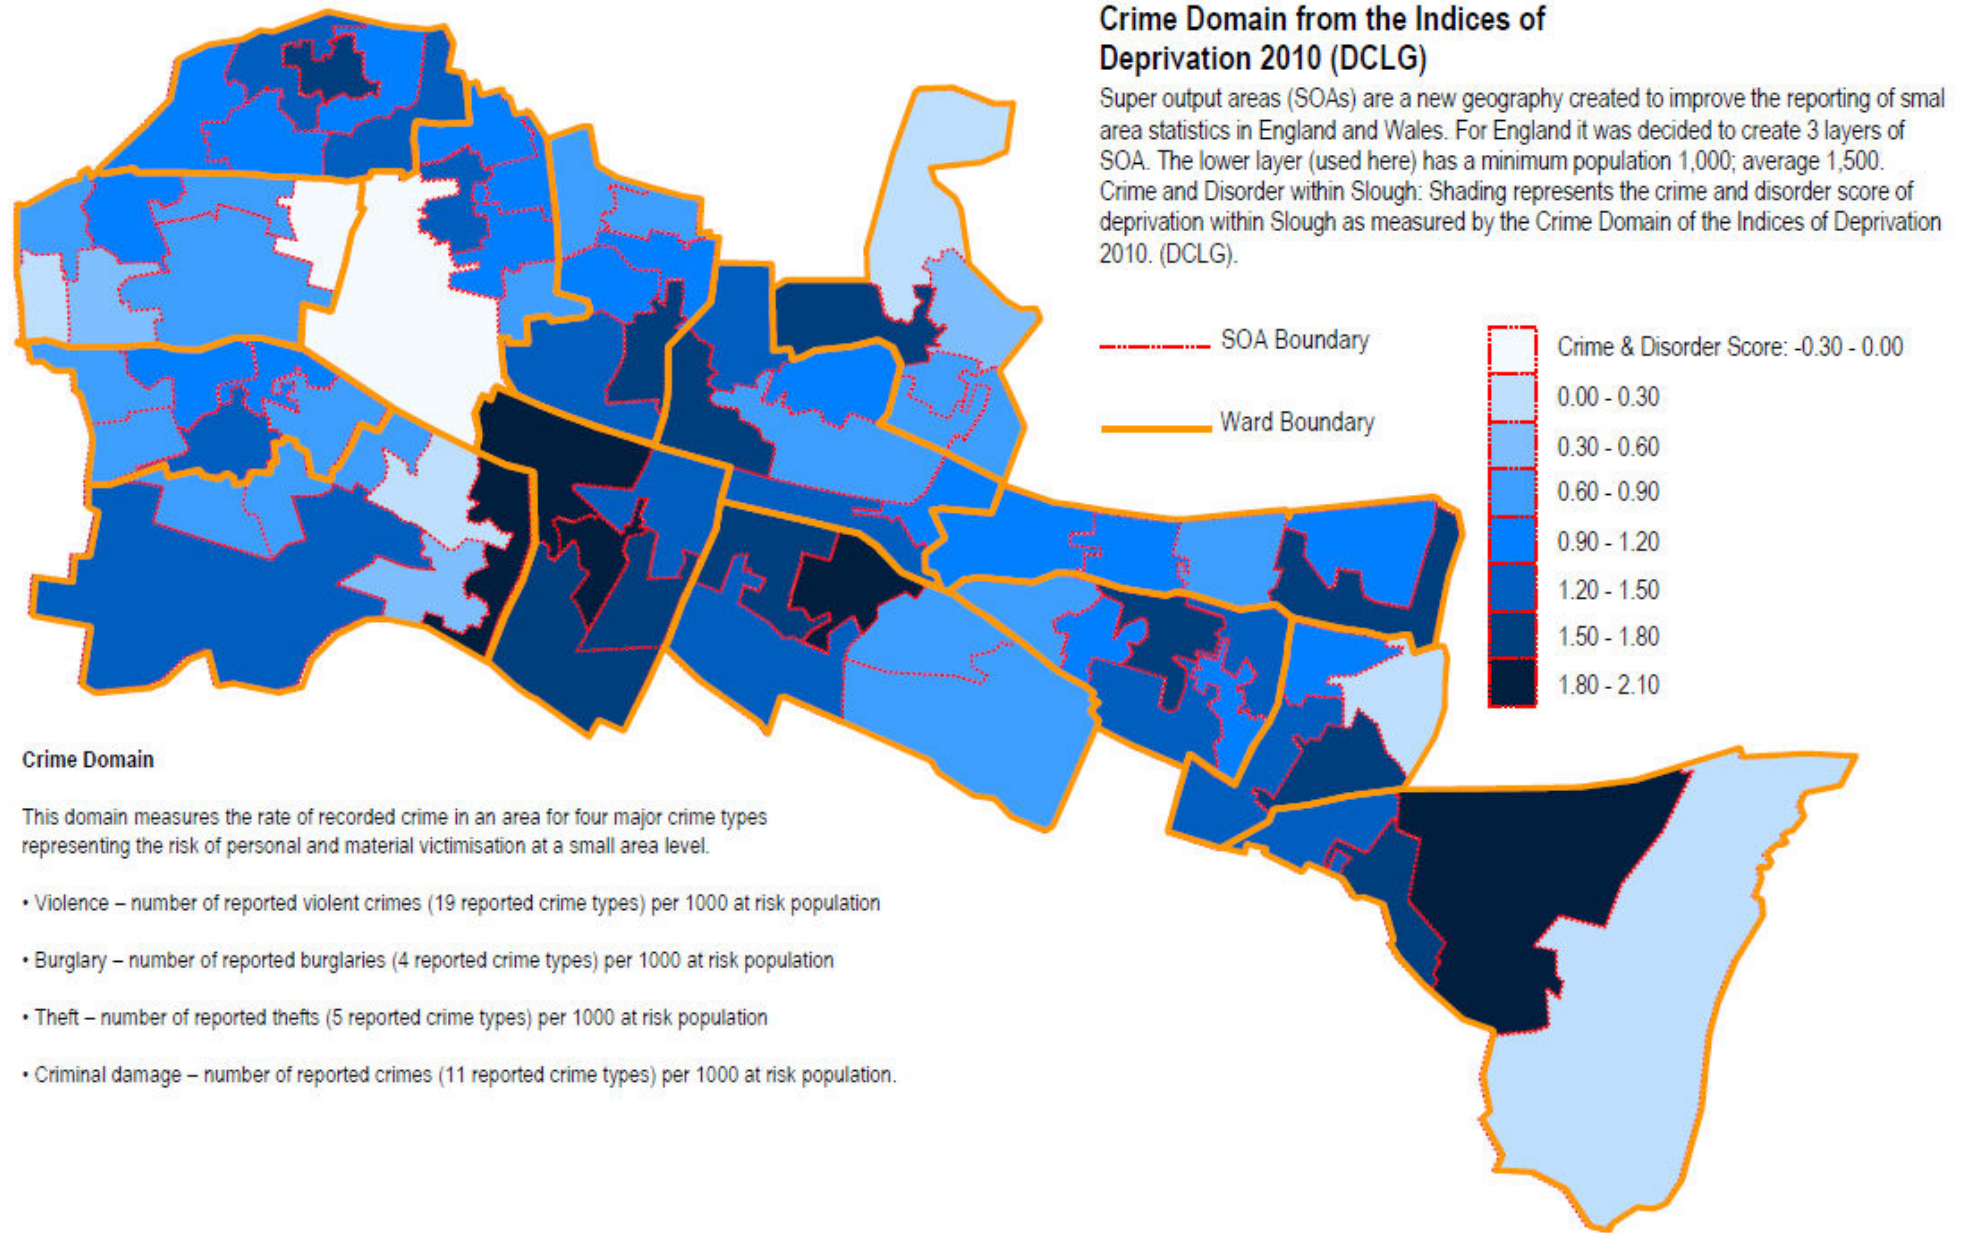 Crime Domain from the Indices of
Deprivation 2010 (DCLG)
Super output areas (SOAs) are a new geography created to improve the reporting of smal
area statistics in England and Wales. For England it was decided to create 3 layers of
SOA. The lower layer (used here) has a minimum population 1,000; average 1,500.
Crime and Disorder within Slough: Shading represents the crime and disorder score of
deprivation within Slough as measured by the Crime Domain of the Indices of Deprivation
2010. (DCLG).
SOA Boundary
Ward Boundary
Crime & Disorder Score: -0.30 - 0.00
0.00 - 0.30
0.30 - 0.60
0.60 - 0.90
0.90 - 1.20
1.20 - 1.50
1.50 - 1.80
1.80 - 2.10
Crime Domain
This domain measures the rate of recorded crime in an area for four major crime types
representing the risk of personal and material victimisation at a small area level.
• Violence – number of reported violent crimes (19 reported crime types) per 1000 at risk population
• Burglary – number of reported burglaries (4 reported crime types) per 1000 at risk population
• Theft – number of reported thefts (5 reported crime types) per 1000 at risk population
• Criminal damage – number of reported crimes (11 reported crime types) per 1000 at risk population.